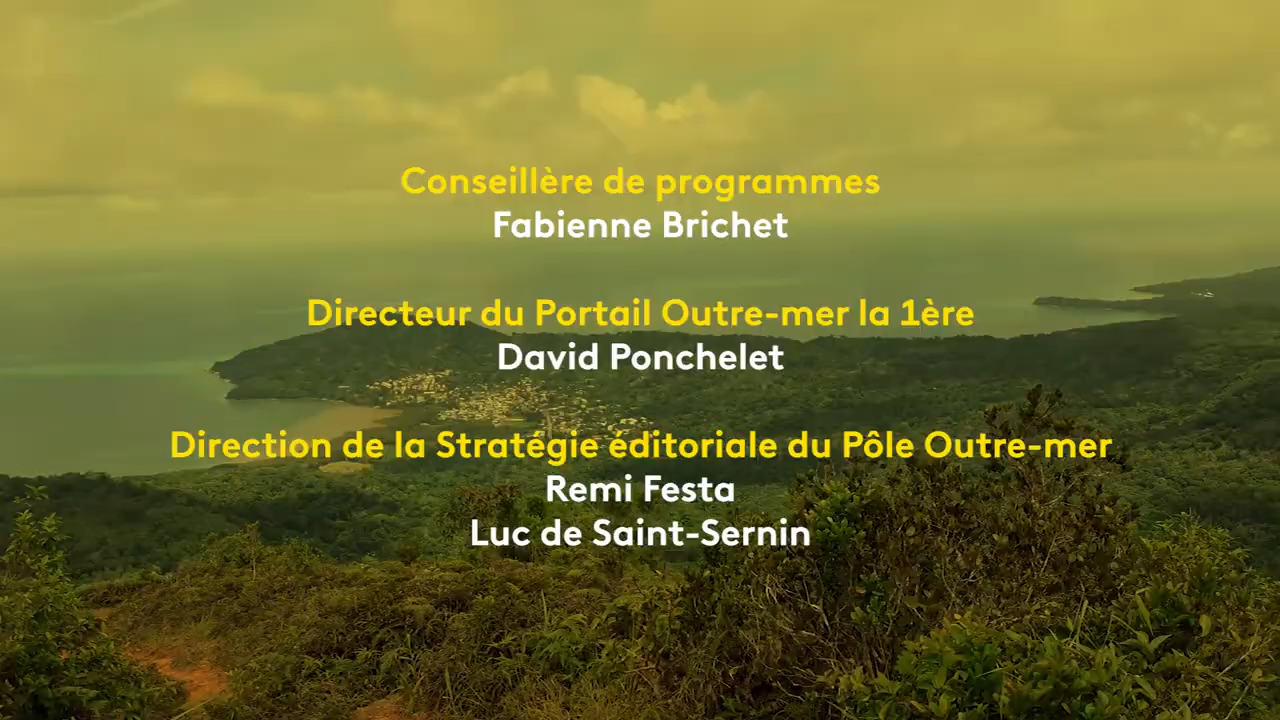 Conseillère de programmes
Fabienne Brichet
Directeur du Portail Outre-mer la 1ère
David Ponchelet
Direction de la Stratégie éditoriale du Pôle Outre-mer
Remi Festa
Luc de Saint-Sernin